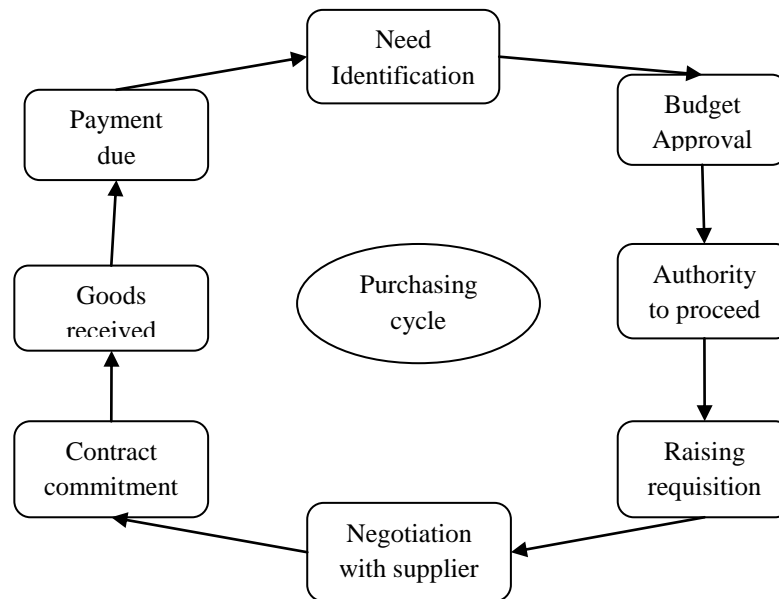 Need
Identification
Budget
Approval
Authority
to proceed
Raising
requisition
Negotiation
with supplier
Contract
commitment
Goods
received
Payment
due
Purchasing
cycle